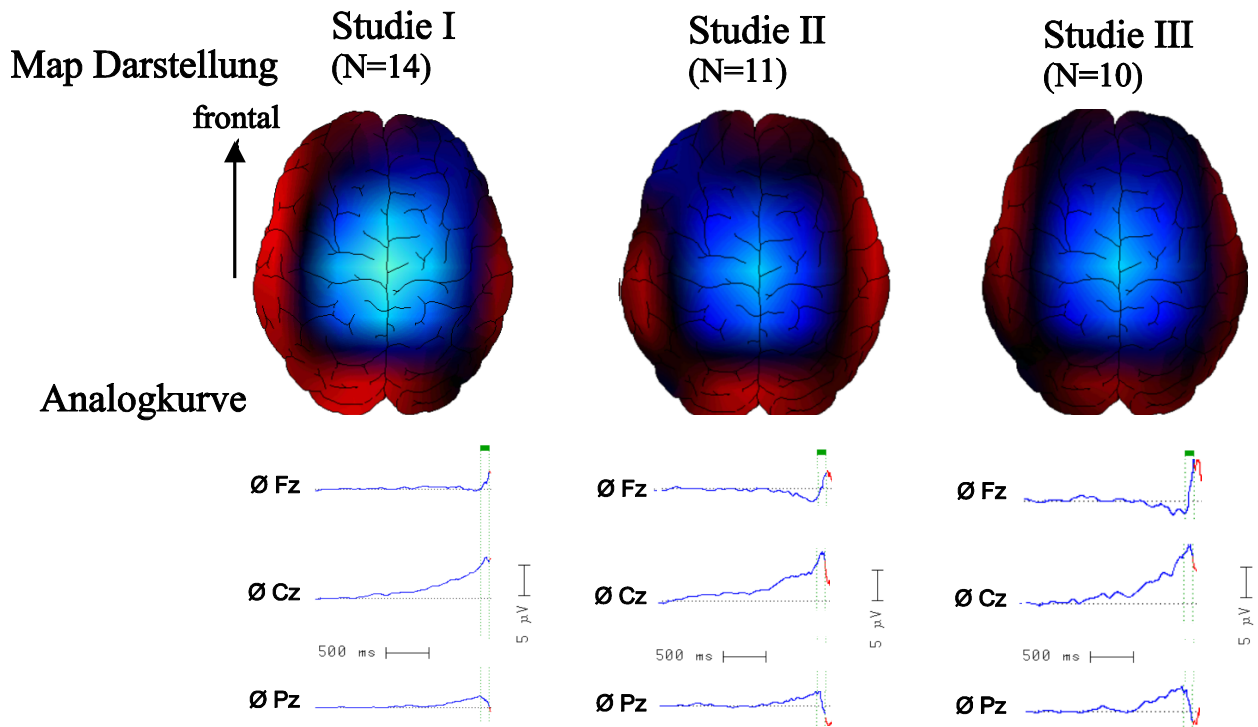 Studie I
(N=14)
Studie II
(N=11)
Studie III
(N=10)
Map Darstellung
frontal
Analogkurve
Ø Fz
Ø Cz
5 µV
500 ms
Ø Pz
Ø Fz
Ø Cz
5 µV
500 ms
Ø Pz
Ø Fz
Ø Cz
5 µV
500 ms
Ø Pz